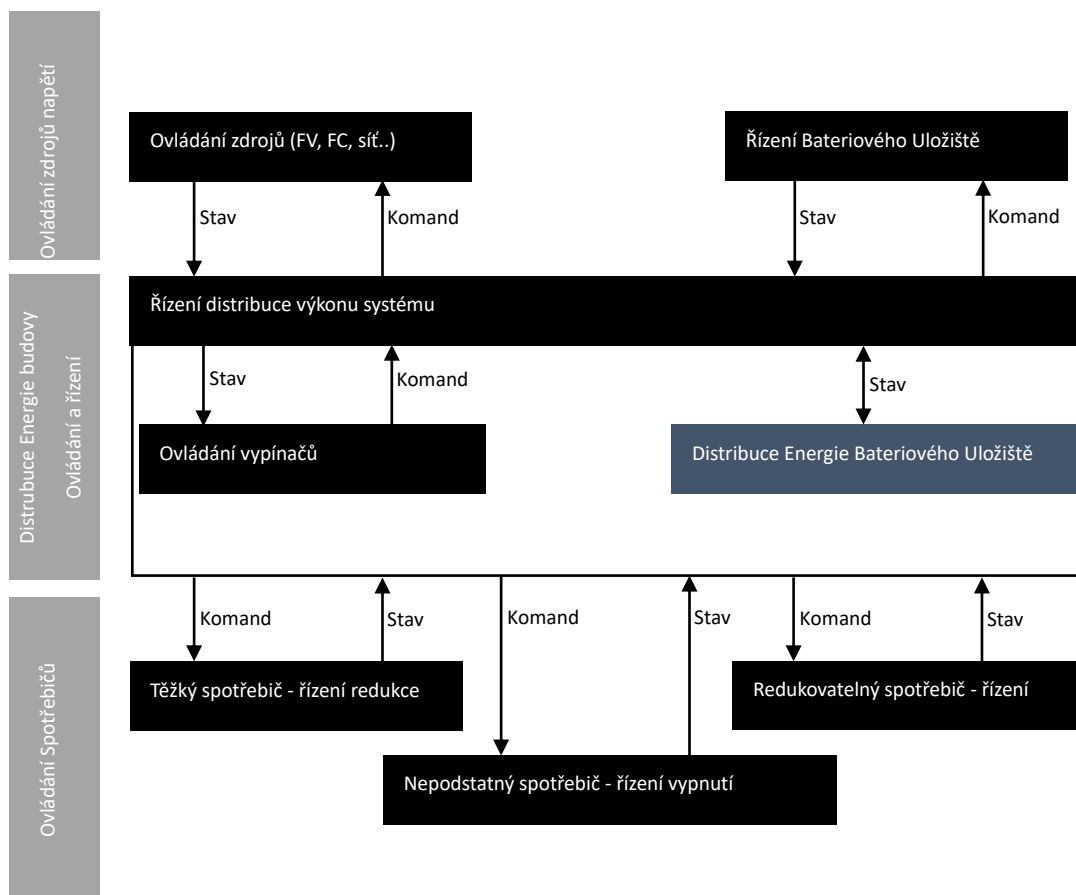 Ovládání zdrojů napětí
Ovládání zdrojů (FV, FC, síť..)
Řízení Bateriového Uložiště
Stav
Komand
Stav
Komand
Distrubuce Energie budovy
Ovládání a řízení
Řízení distribuce výkonu systému
Stav
Komand
Stav
Ovládání vypínačů
Distribuce Energie Bateriového Uložiště
Ovládání Spotřebičů
Komand
Stav
Komand
Stav
Komand
Stav
Těžký spotřebič - řízení redukce
Redukovatelný spotřebič - řízení
Nepodstatný spotřebič - řízení vypnutí